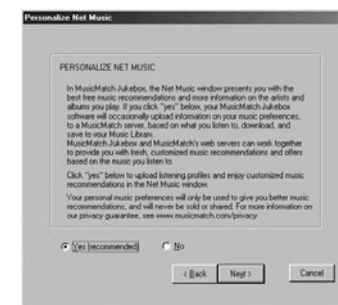 Personalize Net Music
PERSONALIZE NET MUSIC
In MusicMatch Jukebox, the Net Music window presents you with the
best free music recommendations and more information on the artists and
albums you play. If you click "yes" below, your MusicMatch Jukebox
software will occasionally upload information on your music preferences,
to a MusicMatch server, based on what you listen to, download, and
save to your Music Library.
MusicMatch Jukebox and MusicMatch's web servers can work together
to provide you with fresh, customized music recommendations and offers
based on the music you listen to.
Click "yes" below to upload listening profiles and enjoy customized music
recommendations in the Net Music window.
Your personal music preferences will only be used to give you better music
recommendations, and will never be sold or shared. For more information on
our privacy guarantee, see www.musicmatch.com/privacy
Yes (recommended) No
< Back Next > Cancel